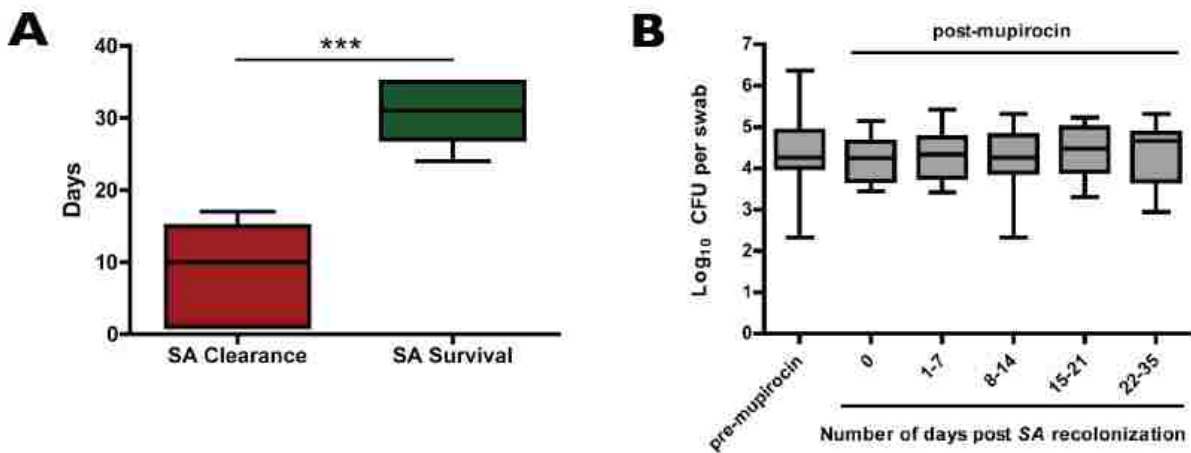 A
***
40
30
20
10
0
Days
SA Clearance
SA Survival
B
post-mupirocin
7
6
5
4
3
2
1
0
Log₁₀ CFU per swab
pre-mupirocin
0
1-7
8-14
15-21
22-35
Number of days post SA recolonization